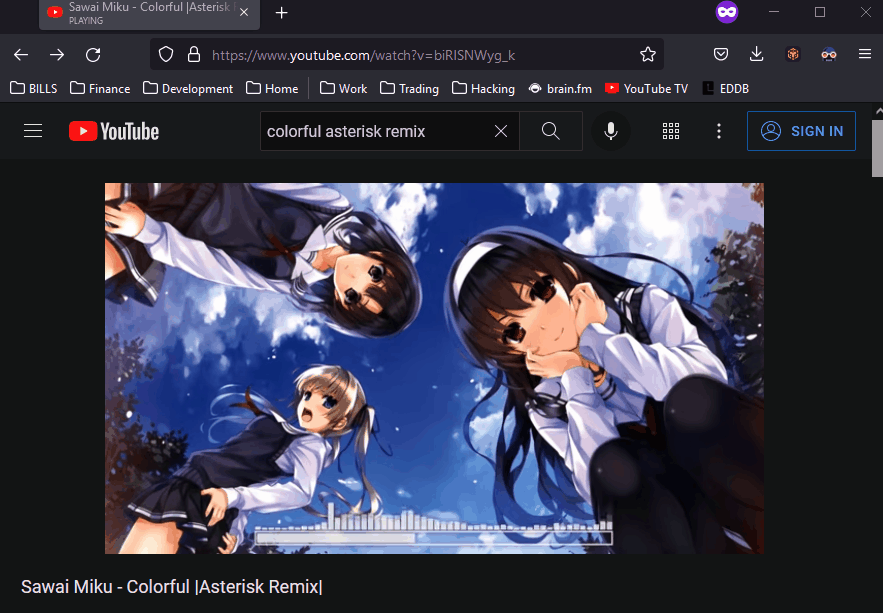 Sawai Miku - Colorful |Asterisk
PLAYING
https://www.youtube.com/watch?v=biRlSNWyg_k
BILLS
Finance
Development
Home
Work
Trading
Hacking
brain.fm
YouTube TV
EDDB
YouTube
colorful asterisk remix
SIGN IN
Sawai Miku - Colorful |Asterisk Remix|